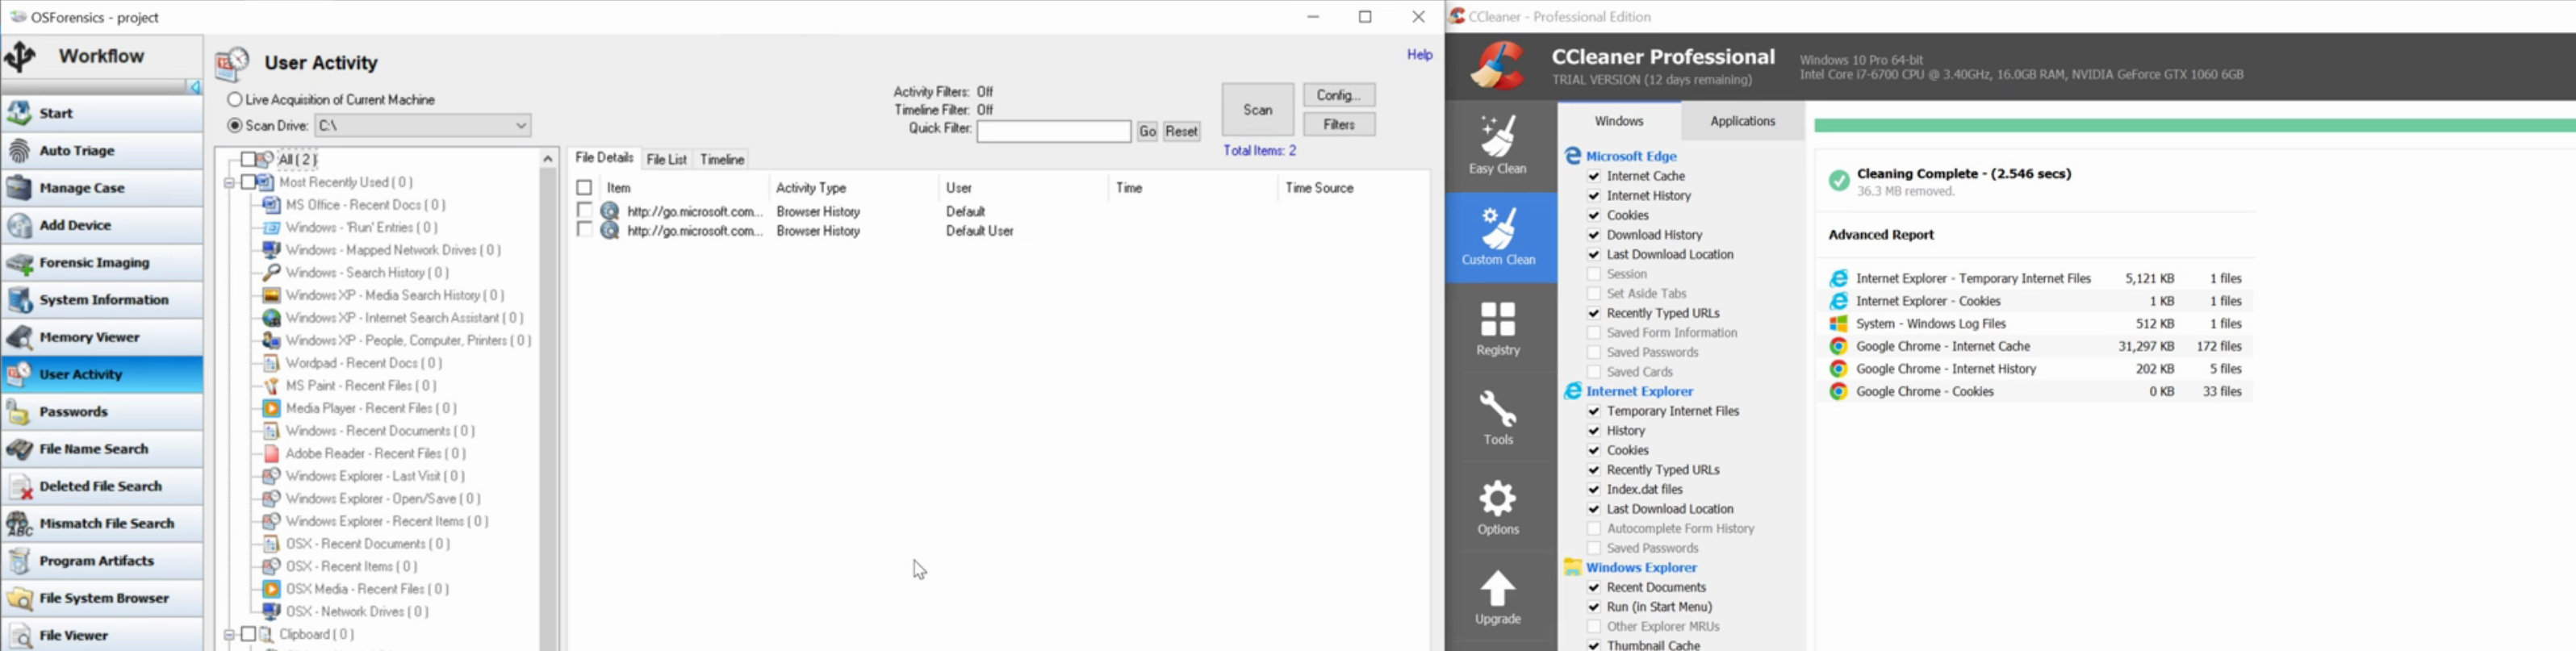 OSForensics - project
Workflow
Start
Auto Triage
Manage Case
Add Device
Forensic Imaging
System Information
Memory Viewer
User Activity
Passwords
File Name Search
Deleted File Search
Mismatch File Search
Program Artifacts
File System Browser
File Viewer
User Activity
Help
Live Acquisition of Current Machine
Scan Drive: C:\
Activity Filters: Off
Timeline Filter: Off
Quick Filter: Go Reset
Scan
Config...
Filters
Total Items: 2
All ( 2 )
Most Recently Used ( 0 )
MS Office - Recent Docs ( 0 )
Windows - 'Run' Entries ( 0 )
Windows - Mapped Network Drives ( 0 )
Windows - Search History ( 0 )
Windows XP - Media Search History ( 0 )
Windows XP - Internet Search Assistant ( 0 )
Windows XP - People, Computer, Printers ( 0 )
Wordpad - Recent Docs ( 0 )
MS Paint - Recent Files ( 0 )
Media Player - Recent Files ( 0 )
Windows - Recent Documents ( 0 )
Adobe Reader - Recent Files ( 0 )
Windows Explorer - Last Visit ( 0 )
Windows Explorer - Open/Save ( 0 )
Windows Explorer - Recent Items ( 0 )
OSX - Recent Documents ( 0 )
OSX - Recent Items ( 0 )
OSX Media - Recent Files ( 0 )
OSX - Network Drives ( 0 )
Clipboard ( 0 )
File Details File List Timeline
Item Activity Type User Time Time Source
http://go.microsoft.com... Browser History Default
http://go.microsoft.com... Browser History Default User
CCleaner - Professional Edition
CCleaner Professional
TRIAL VERSION (12 days remaining)
Windows 10 Pro 64-bit
Intel Core i7-6700 CPU @ 3.40GHz, 16.0GB RAM, NVIDIA GeForce GTX 1060 6GB
Easy Clean
Custom Clean
Registry
Tools
Options
Upgrade
Windows Applications
Microsoft Edge
Internet Cache
Internet History
Cookies
Download History
Last Download Location
Session
Set Aside Tabs
Recently Typed URLs
Saved Form Information
Saved Passwords
Saved Cards
Internet Explorer
Temporary Internet Files
History
Cookies
Recently Typed URLs
Index.dat files
Last Download Location
Autocomplete Form History
Saved Passwords
Windows Explorer
Recent Documents
Run (in Start Menu)
Other Explorer MRUs
Thumbnail Cache
Cleaning Complete - (2.546 secs)
36.3 MB removed.
Advanced Report
Internet Explorer - Temporary Internet Files 5,121 KB 1 files
Internet Explorer - Cookies 1 KB 1 files
System - Windows Log Files 512 KB 1 files
Google Chrome - Internet Cache 31,297 KB 172 files
Google Chrome - Internet History 202 KB 5 files
Google Chrome - Cookies 0 KB 33 files